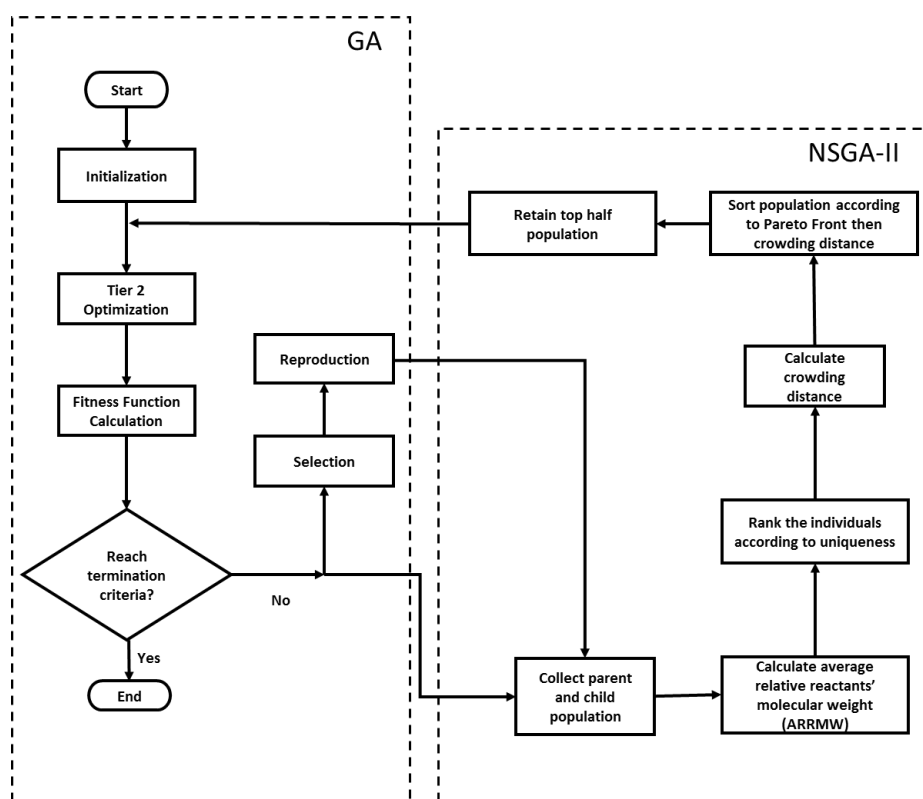 GA
Start
Initialization
Tier 2
Optimization
Fitness Function
Calculation
Reach
termination
criteria?
Yes
End
No
Selection
Reproduction
NSGA-II
Collect parent
and child
population
Calculate average
relative reactants’
molecular weight
(ARRMW)
Rank the individuals
according to uniqueness
Calculate
crowding
distance
Sort population according
to Pareto Front then
crowding distance
Retain top half
population